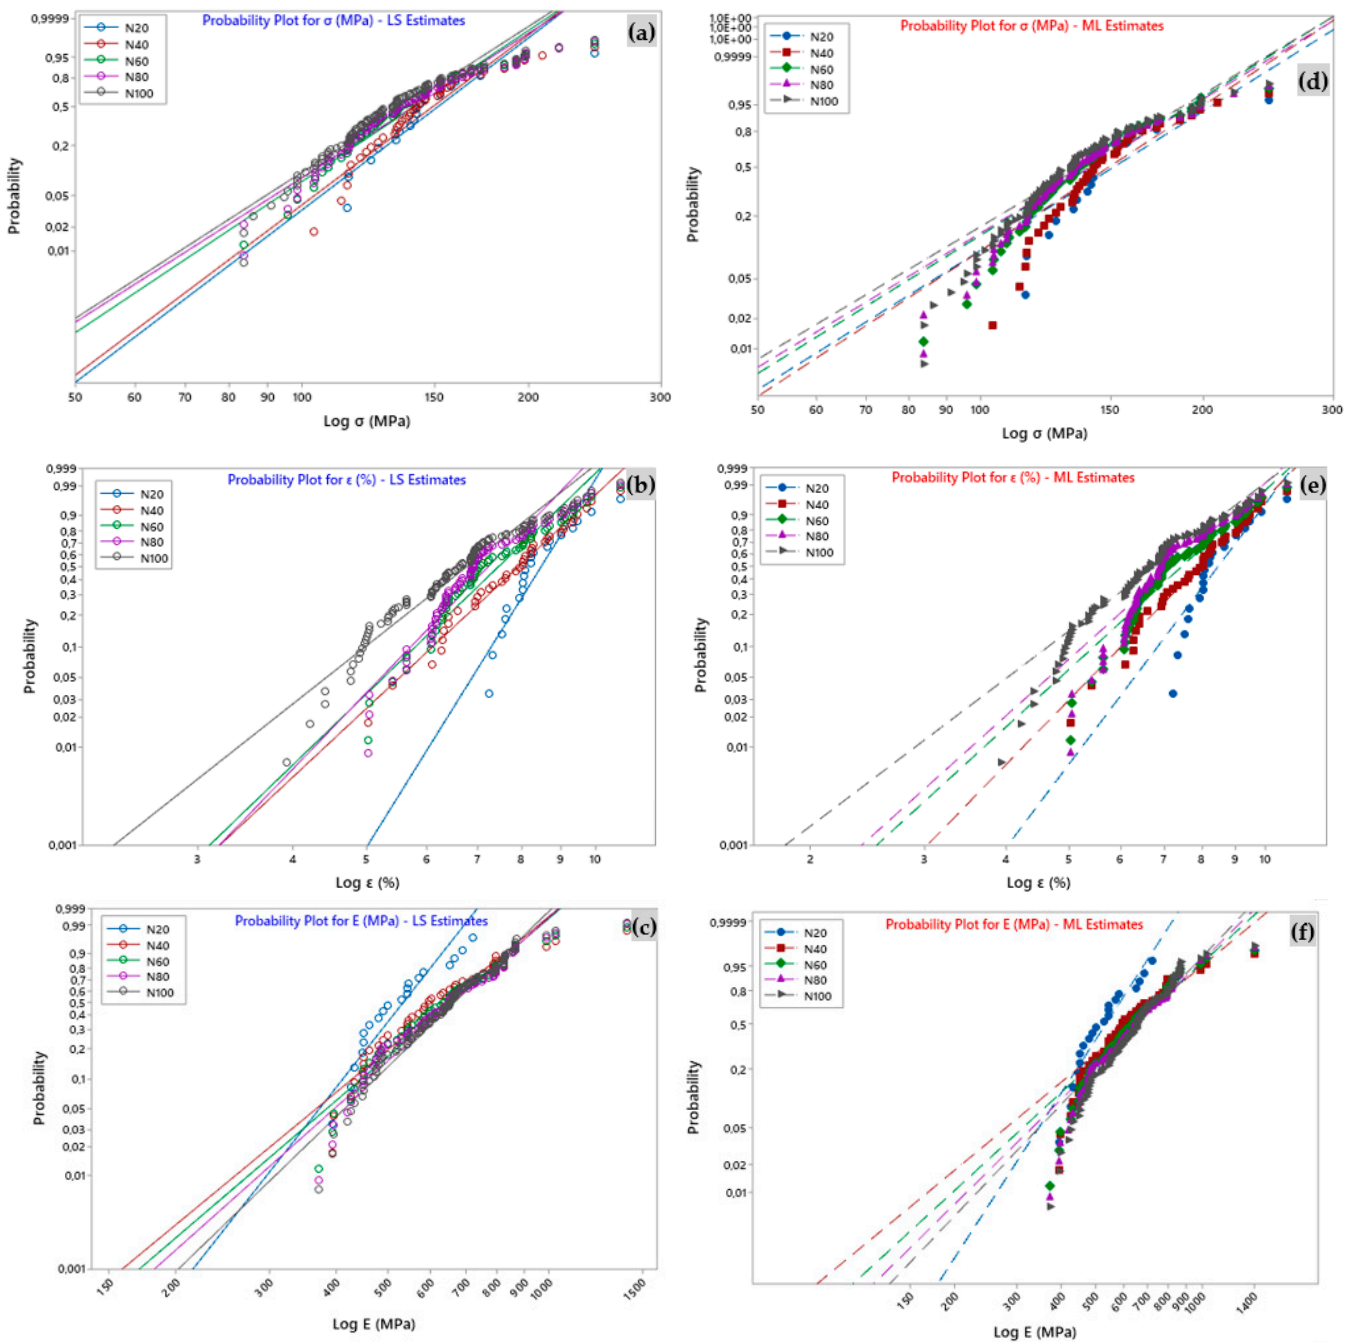 Probability Plot for σ (MPa) - LS Estimates
(a)
N20
N40
N60
N80
N100
0,9999
0,95
0,8
0,5
0,2
0,05
0,02
0,01
Probability
50 60 70 80 90 100 150 200 300
Log σ (MPa)
Probability Plot for σ (MPa) - ML Estimates
(d)
N20
N40
N60
N80
N100
1,0E+00
1,0E+00
1,0E+00
0,9999
0,95
0,8
0,5
0,2
0,05
0,02
0,01
Probability
50 60 70 80 90 100 150 200 300
Log σ (MPa)
Probability Plot for ε (%) - LS Estimates
(b)
N20
N40
N60
N80
N100
0,999
0,99
0,9
0,8
0,7
0,6
0,5
0,4
0,3
0,2
0,1
0,05
0,03
0,02
0,01
0,001
Probability
3 4 5 6 7 8 9 10
Log ε (%)
Probability Plot for ε (%) - ML Estimates
(e)
N20
N40
N60
N80
N100
0,999
0,99
0,9
0,8
0,7
0,6
0,5
0,4
0,3
0,2
0,1
0,05
0,03
0,02
0,01
0,001
Probability
2 3 4 5 6 7 8 9 10
Log ε (%)
Probability Plot for E (MPa) - LS Estimates
(c)
N20
N40
N60
N80
N100
0,999
0,99
0,9
0,8
0,7
0,6
0,5
0,4
0,3
0,2
0,1
0,05
0,03
0,02
0,01
0,001
Probability
150 200 300 400 500 600 700 800 900 1000 1500
Log E (MPa)
Probability Plot for E (MPa) - ML Estimates
(f)
N20
N40
N60
N80
N100
0,9999
0,95
0,8
0,5
0,2
0,05
0,02
0,01
Probability
150 200 300 400 500 600 700 800 900 1000 1400
Log E (MPa)